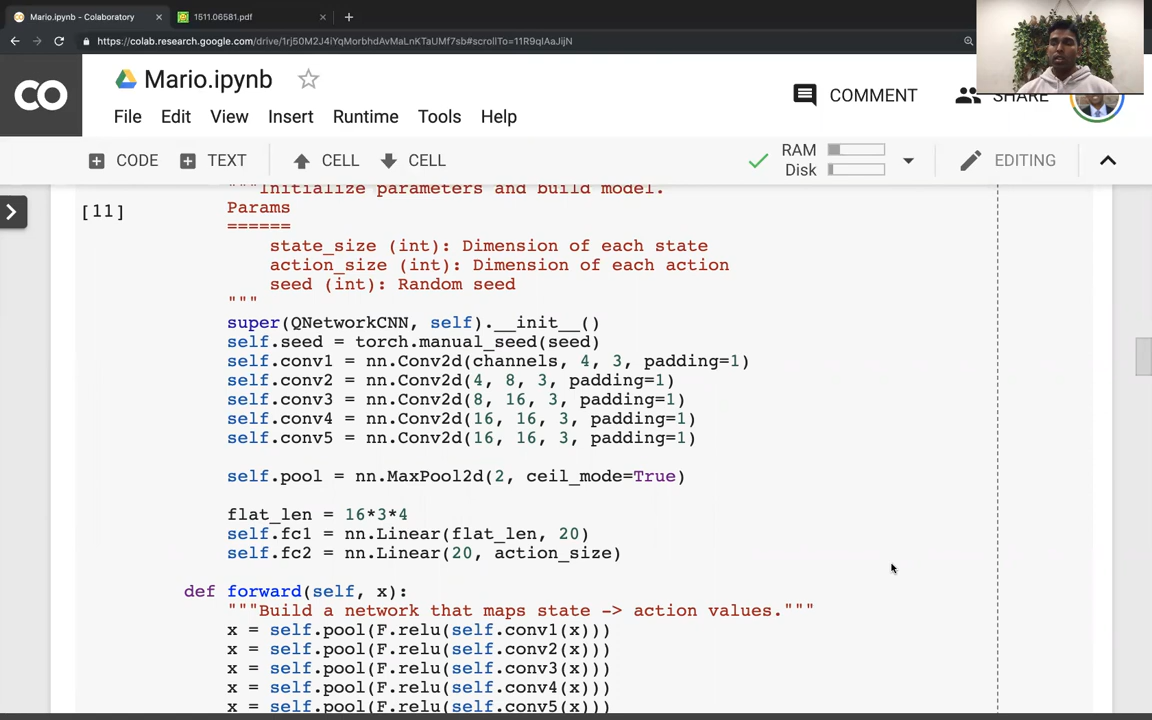 Mario.ipynb - Colaboratory
1511.06581.pdf
https://colab.research.google.com/drive/1rj50M2J4iYqMorbhdAvMaLnKTaUMf7sb#scrollTo=11R9qIAaJijN
CO
Mario.ipynb
COMMENT
SHARE
File Edit View Insert Runtime Tools Help
CODE TEXT CELL CELL
RAM
Disk
EDITING
"""Initialize parameters and build model.
[11]
Params
======
state_size (int): Dimension of each state
action_size (int): Dimension of each action
seed (int): Random seed
"""
super(QNetworkCNN, self).__init__()
self.seed = torch.manual_seed(seed)
self.conv1 = nn.Conv2d(channels, 4, 3, padding=1)
self.conv2 = nn.Conv2d(4, 8, 3, padding=1)
self.conv3 = nn.Conv2d(8, 16, 3, padding=1)
self.conv4 = nn.Conv2d(16, 16, 3, padding=1)
self.conv5 = nn.Conv2d(16, 16, 3, padding=1)
self.pool = nn.MaxPool2d(2, ceil_mode=True)
flat_len = 16*3*4
self.fc1 = nn.Linear(flat_len, 20)
self.fc2 = nn.Linear(20, action_size)
def forward(self, x):
"""Build a network that maps state -> action values."""
x = self.pool(F.relu(self.conv1(x)))
x = self.pool(F.relu(self.conv2(x)))
x = self.pool(F.relu(self.conv3(x)))
x = self.pool(F.relu(self.conv4(x)))
x = self.pool(F.relu(self.conv5(x)))